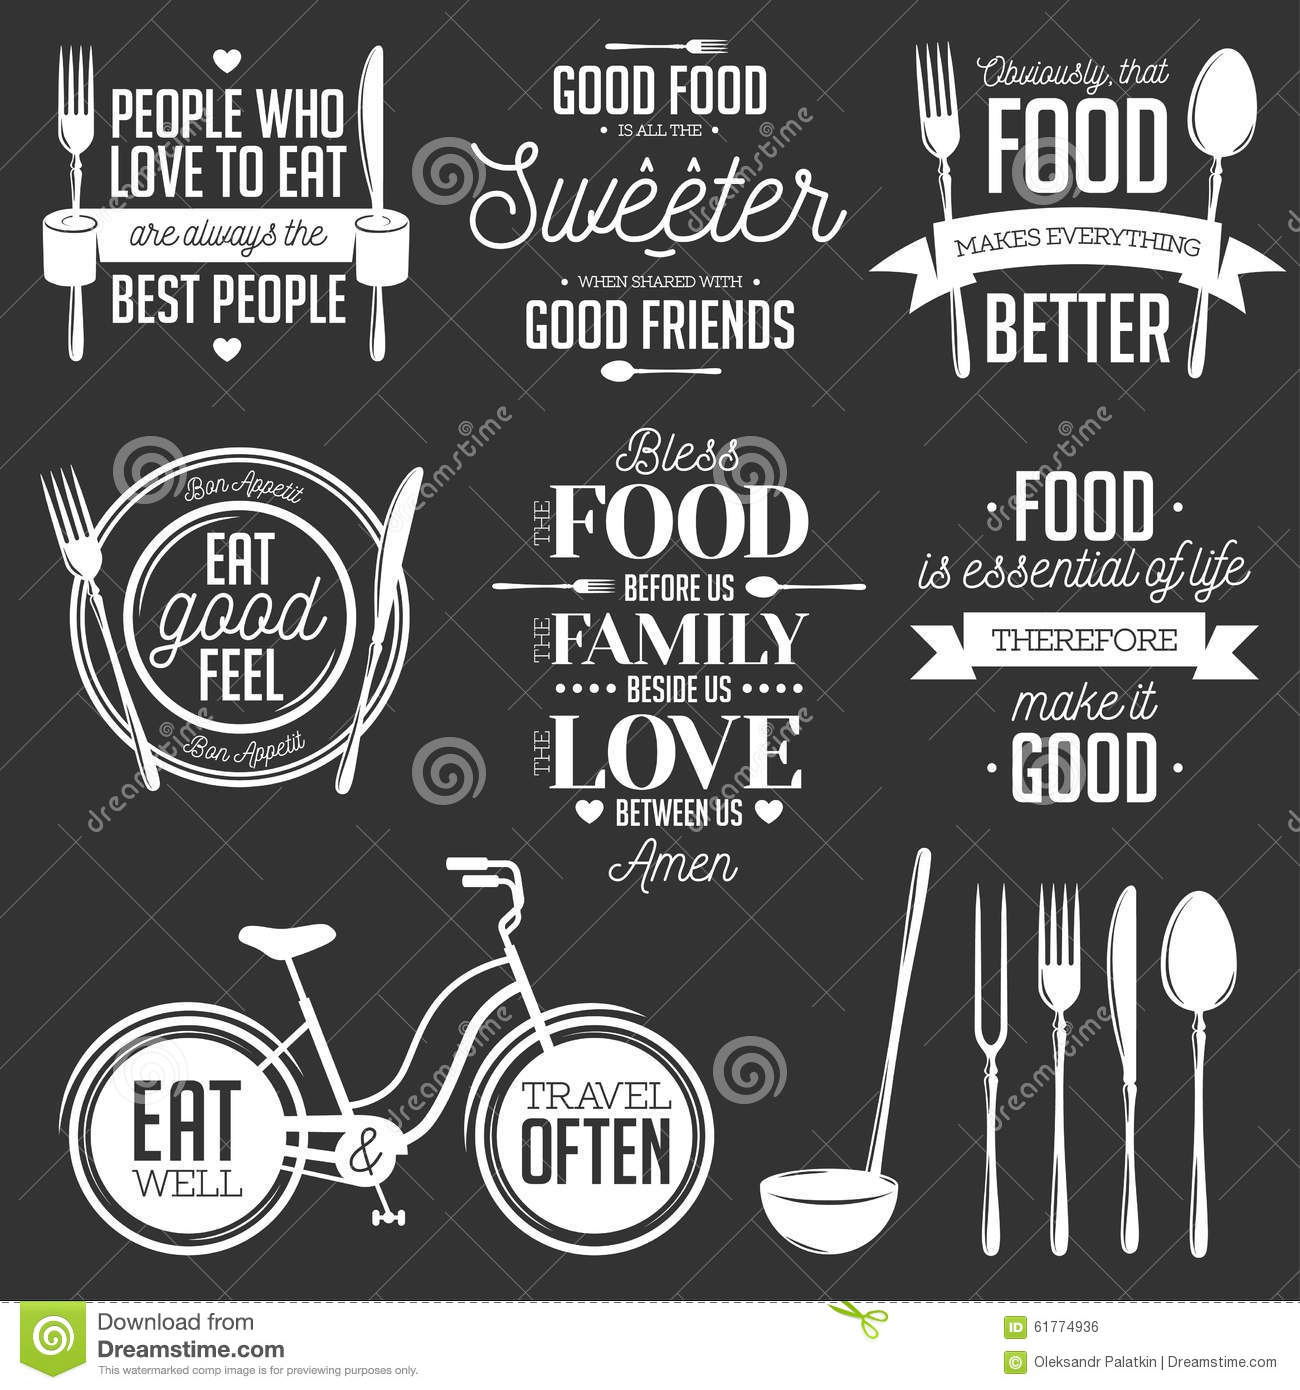 PEOPLE WHO
LOVE TO EAT
are always the
BEST PEOPLE
GOOD FOOD
· IS ALL THE ·
Swêêter
· WHEN SHARED WITH ·
GOOD FRIENDS
Obviously, that
FOOD
MAKES EVERYTHING
BETTER
Bon Appetit
EAT
good
FEEL
Bon Appetit
Bless
THE FOOD
BEFORE US
THE FAMILY
BESIDE US
THE LOVE
BETWEEN US
Amen
· FOOD ·
is essential of life
THEREFORE
make it
· GOOD ·
EAT
WELL
&
TRAVEL
OFTEN
dreamstime
Download from
Dreamstime.com
This watermarked comp image is for previewing purposes only.
ID 61774936
© Oleksandr Palatkin | Dreamstime.com